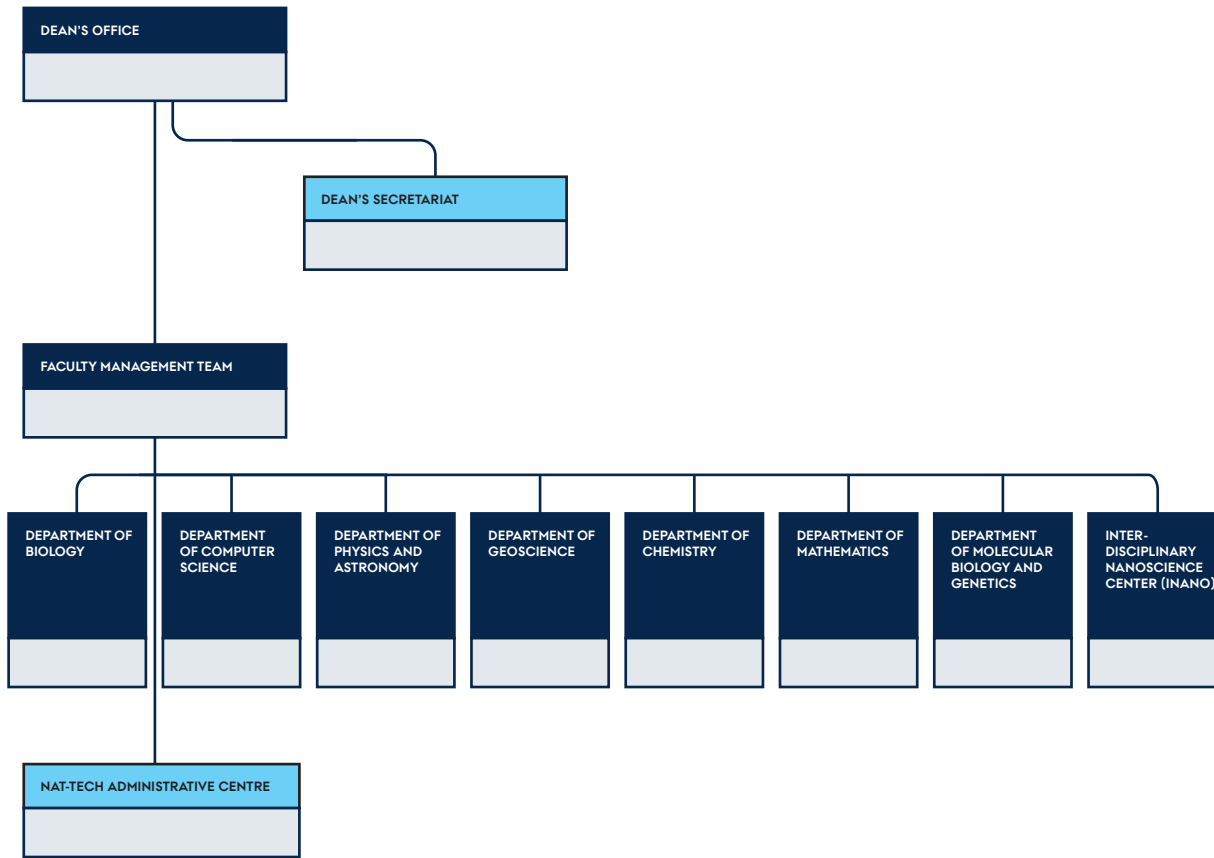 DEAN'S OFFICE
DEAN'S SECRETARIAT
FACULTY MANAGEMENT TEAM
DEPARTMENT OF
BIOLOGY
DEPARTMENT
OF COMPUTER
SCIENCE
DEPARTMENT OF
PHYSICS AND
ASTRONOMY
DEPARTMENT OF
GEOSCIENCE
DEPARTMENT OF
CHEMISTRY
DEPARTMENT OF
MATHEMATICS
DEPARTMENT
OF MOLECULAR
BIOLOGY AND
GENETICS
INTER-
DISCIPLINARY
NANOSCIENCE
CENTER (INANO)
NAT-TECH ADMINISTRATIVE CENTRE